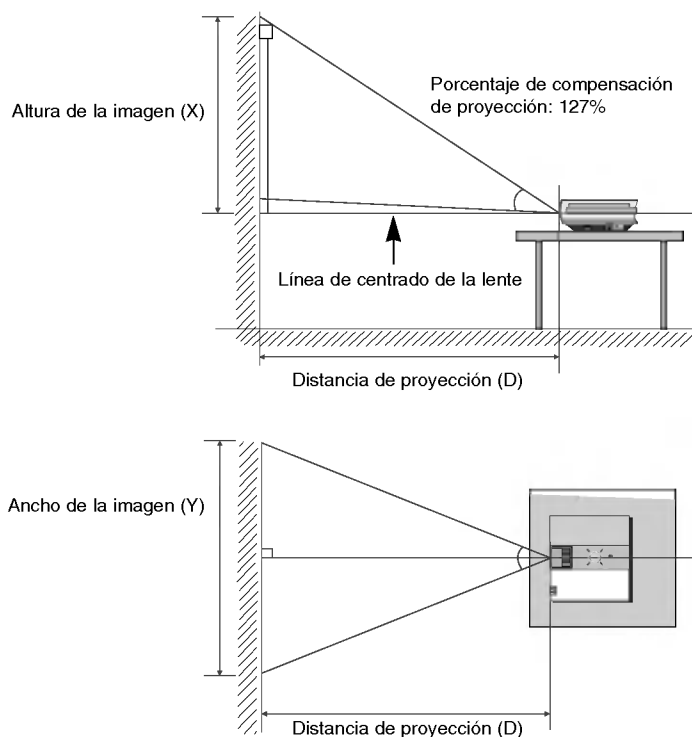 Altura de la imagen (X)
Porcentaje de compensación
de proyección: 127%
Línea de centrado de la lente
Distancia de proyección (D)
Ancho de la imagen (Y)
Distancia de proyección (D)